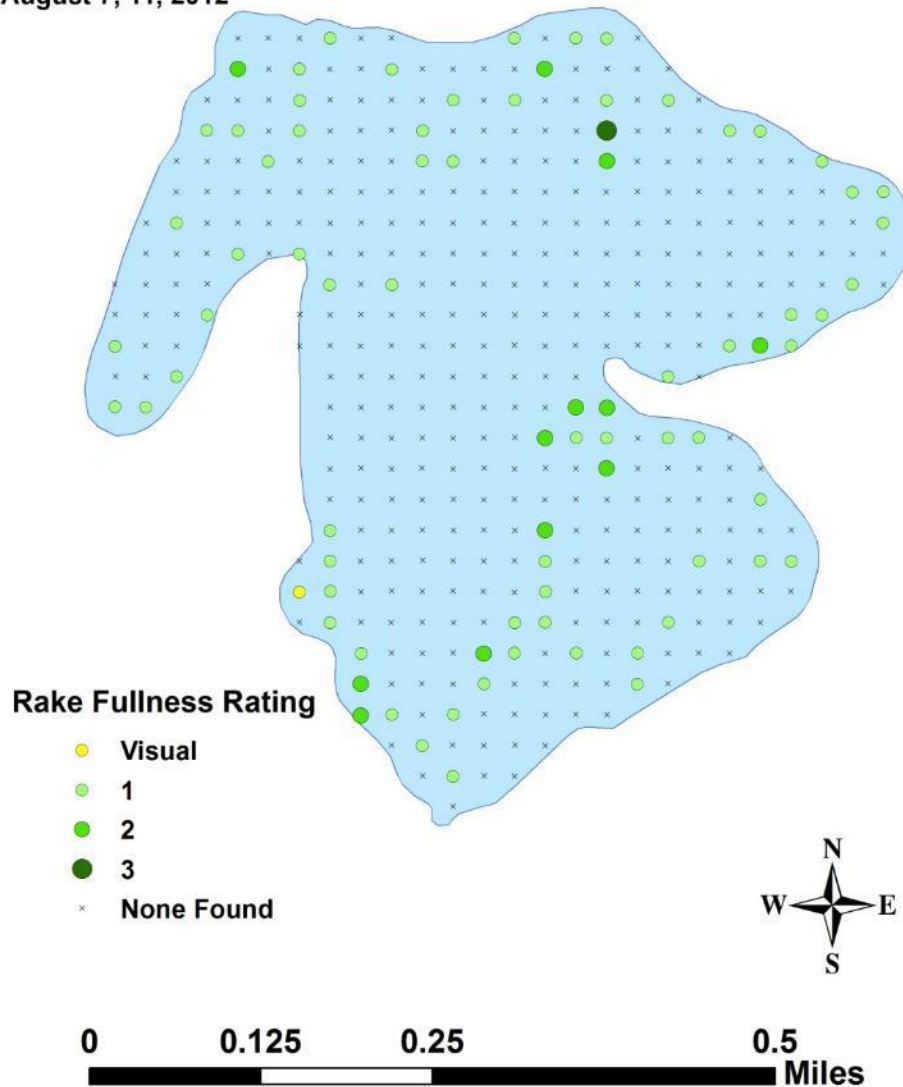 August 7, 11, 2012
Rake Fullness Rating
Visual
1
2
3
None Found
N
W E
S
0 0.125 0.25 0.5
Miles